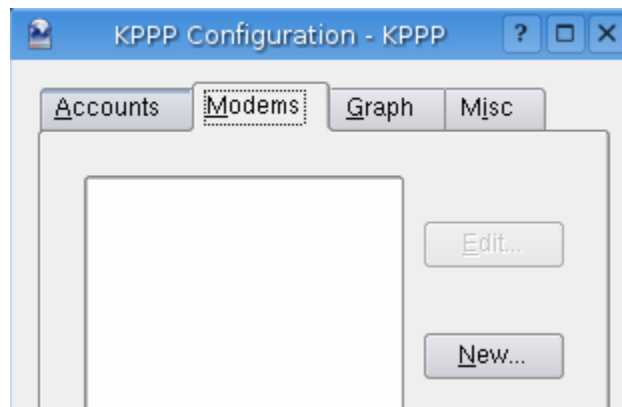 KPPP Configuration - KPPP ?
Accounts Modems Graph Misc
Edit...
New...